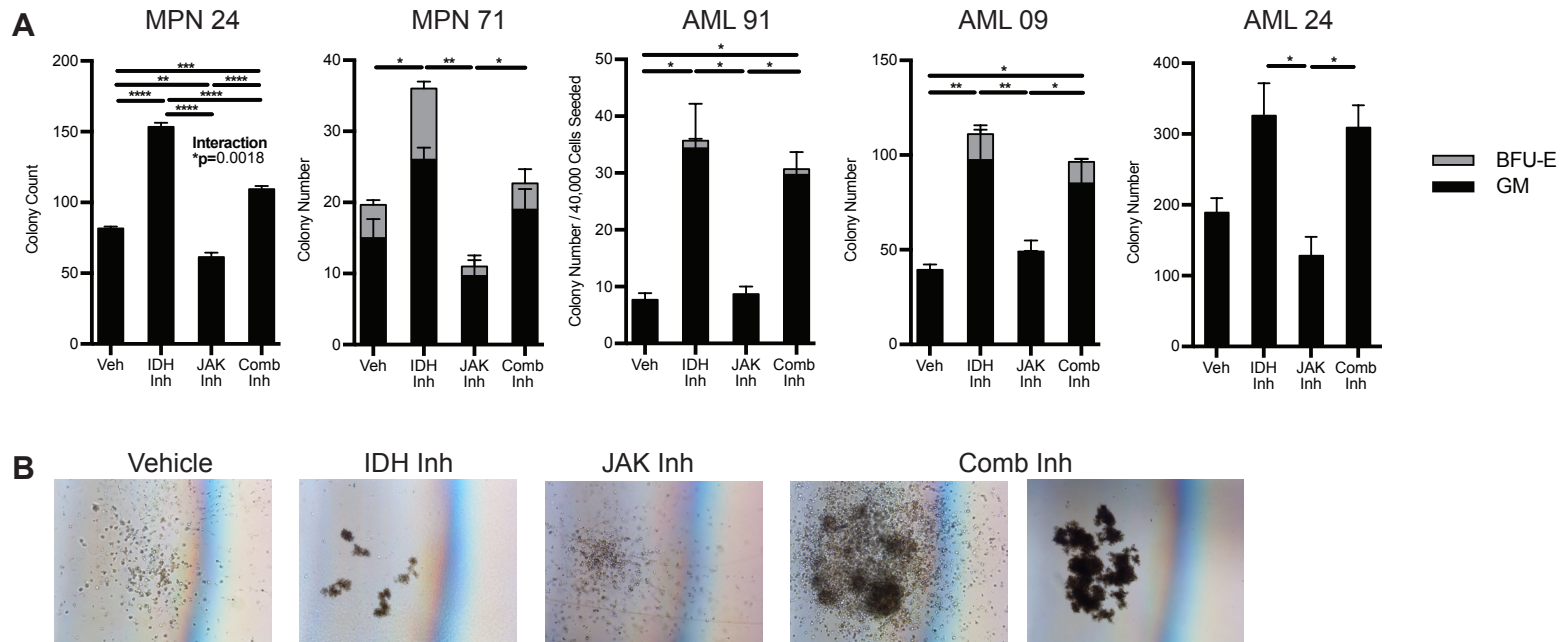 A
MPN 24
MPN 71
AML 91
AML 09
AML 24
Colony Count
200
150
100
50
0
***
**
****
****
****
****
Interaction
*p=0.0018
Veh
IDH
Inh
JAK
Inh
Comb
Inh
Colony Number
40
30
20
10
0
*
**
*
Veh
IDH
Inh
JAK
Inh
Comb
Inh
Colony Number / 40,000 Cells Seeded
50
40
30
20
10
0
*
*
*
*
Veh
IDH
Inh
JAK
Inh
Comb
Inh
Colony Number
150
100
50
0
*
**
**
*
Veh
IDH
Inh
JAK
Inh
Comb
Inh
Colony Number
400
300
200
100
0
*
*
Veh
IDH
Inh
JAK
Inh
Comb
Inh
BFU-E
GM
B
Vehicle
IDH Inh
JAK Inh
Comb Inh